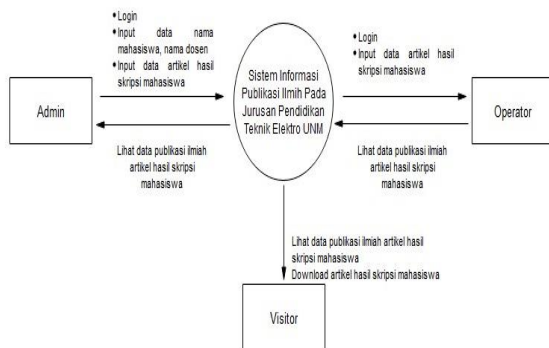 • Login
• Input data nama
mahasiswa, nama dosen
• Input data artikel hasil
skripsi mahasiswa
Admin
Lihat data publikasi ilmiah
artikel hasil skripsi
mahasiswa
Sistem Informasi
Publikasi Ilmih Pada
Jurusan Pendidikan
Teknik Elektro UNM
• Login
• Input data artikel hasil
skripsi mahasiswa
Operator
Lihat data publikasi ilmiah
artikel hasil skripsi
mahasiswa
Lihat data publikasi ilmiah artikel hasil
skripsi mahasiswa
Download artikel hasil skripsi mahasiswa
Visitor